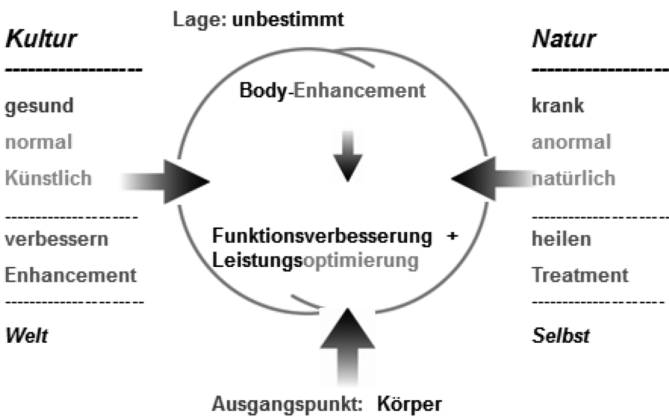 Lage: unbestimmt
Kultur
gesund
normal
Künstlich
verbessern
Enhancement
Welt
Body-Enhancement
Funktionsverbesserung +
Leistungsoptimierung
Natur
krank
anormal
natürlich
heilen
Treatment
Selbst
Ausgangspunkt: Körper